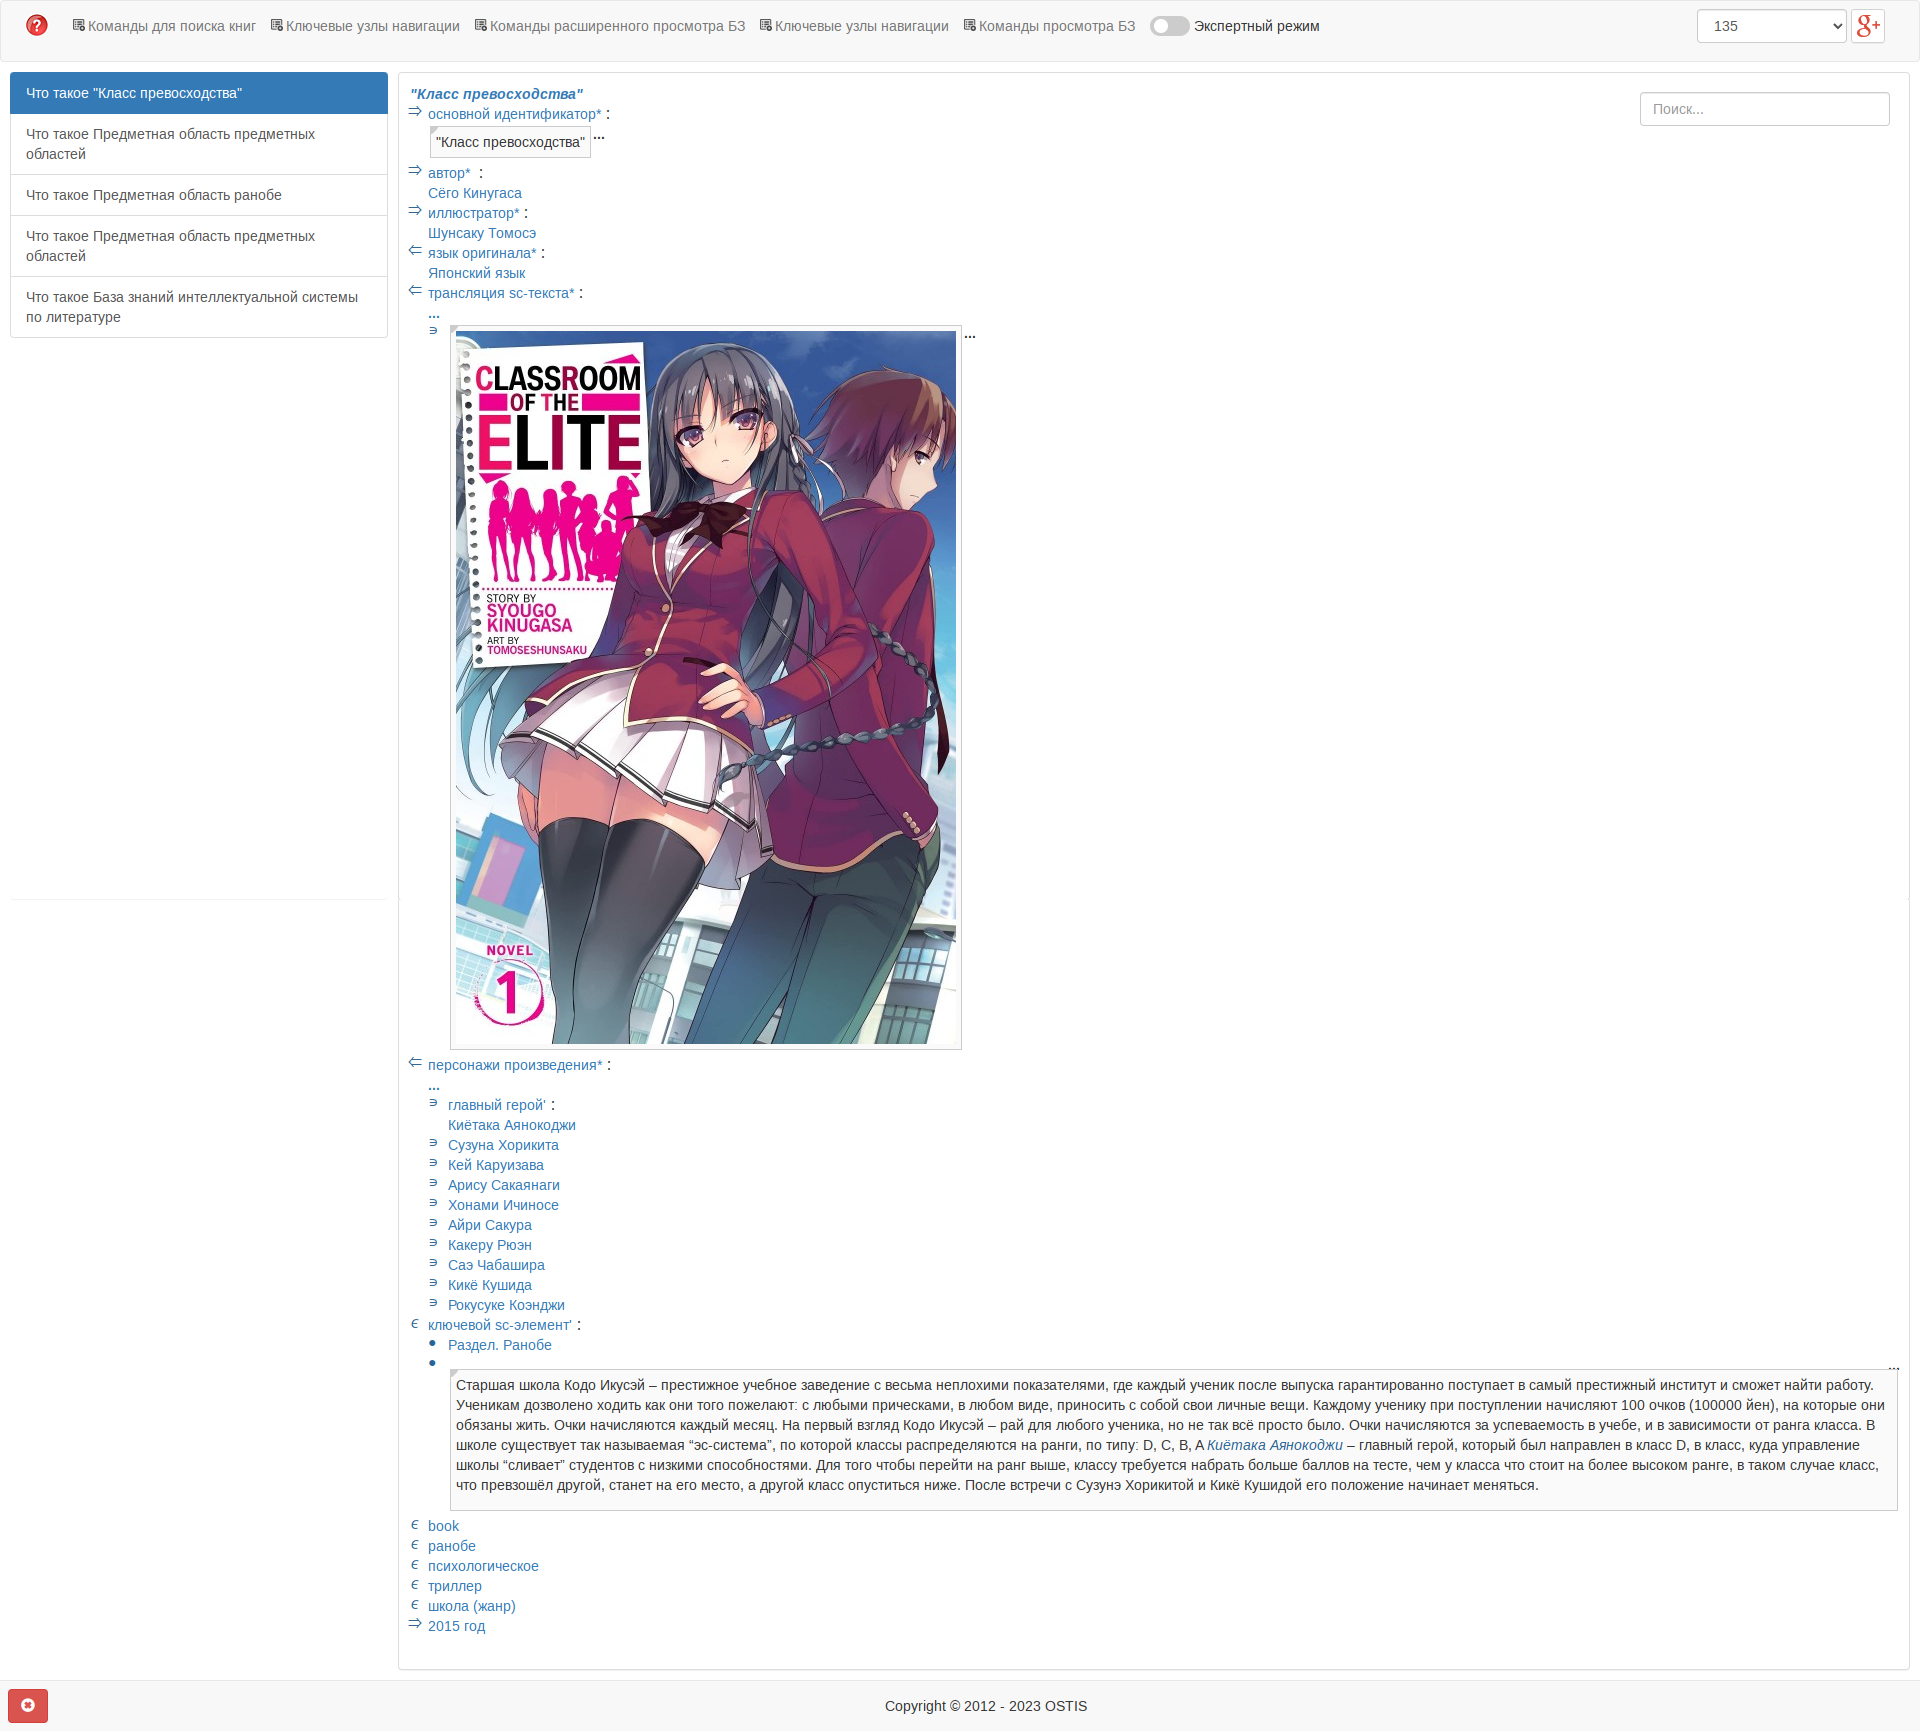 Команды для поиска книг Ключевые узлы навигации Команды расширенного просмотра БЗ Ключевые узлы навигации Команды просмотра БЗ Экспертный режим 135 g+
Что такое "Класс превосходства"
Что такое Предметная область предметных
областей
Что такое Предметная область ранобе
Что такое Предметная область предметных
областей
Что такое База знаний интеллектуальной системы
по литературе
"Класс превосходства"
Поиск...
⇒ основной идентификатор* :
"Класс превосходства" ...
⇒ автор* :
Сёго Кинугаса
⇒ иллюстратор* :
Шунсаку Томосэ
⇐ язык оригинала* :
Японский язык
⇐ трансляция sc-текста* :
...
∍ ...
CLASSROOM
OF THE
ELITE
STORY BY
SYOUGO
KINUGASA
ART BY
TOMOSESHUNSAKU
NOVEL
1
⇐ персонажи произведения* :
...
∍ главный герой' :
Киётака Аянокоджи
∍ Сузуна Хорикита
∍ Кей Каруизава
∍ Арису Сакаянаги
∍ Хонами Ичиносе
∍ Айри Сакура
∍ Какеру Рюэн
∍ Саэ Чабашира
∍ Кикё Кушида
∍ Рокусуке Коэнджи
ϵ ключевой sc-элемент' :
• Раздел. Ранобе
• ...
Старшая школа Кодо Икусэй – престижное учебное заведение с весьма неплохими показателями, где каждый ученик после выпуска гарантированно поступает в самый престижный институт и сможет найти работу.
Ученикам дозволено ходить как они того пожелают: с любыми прическами, в любом виде, приносить с собой свои личные вещи. Каждому ученику при поступлении начисляют 100 очков (100000 йен), на которые они
обязаны жить. Очки начисляются каждый месяц. На первый взгляд Кодо Икусэй – рай для любого ученика, но не так всё просто было. Очки начисляются за успеваемость в учебе, и в зависимости от ранга класса. В
школе существует так называемая “эс-система”, по которой классы распределяются на ранги, по типу: D, C, B, A Киётака Аянокоджи – главный герой, который был направлен в класс D, в класс, куда управление
школы “сливает” студентов с низкими способностями. Для того чтобы перейти на ранг выше, классу требуется набрать больше баллов на тесте, чем у класса что стоит на более высоком ранге, в таком случае класс,
что превзошёл другой, станет на его место, а другой класс опуститься ниже. После встречи с Сузунэ Хорикитой и Кикё Кушидой его положение начинает меняться.
ϵ book
ϵ ранобе
ϵ психологическое
ϵ триллер
ϵ школа (жанр)
⇒ 2015 год
Copyright © 2012 - 2023 OSTIS